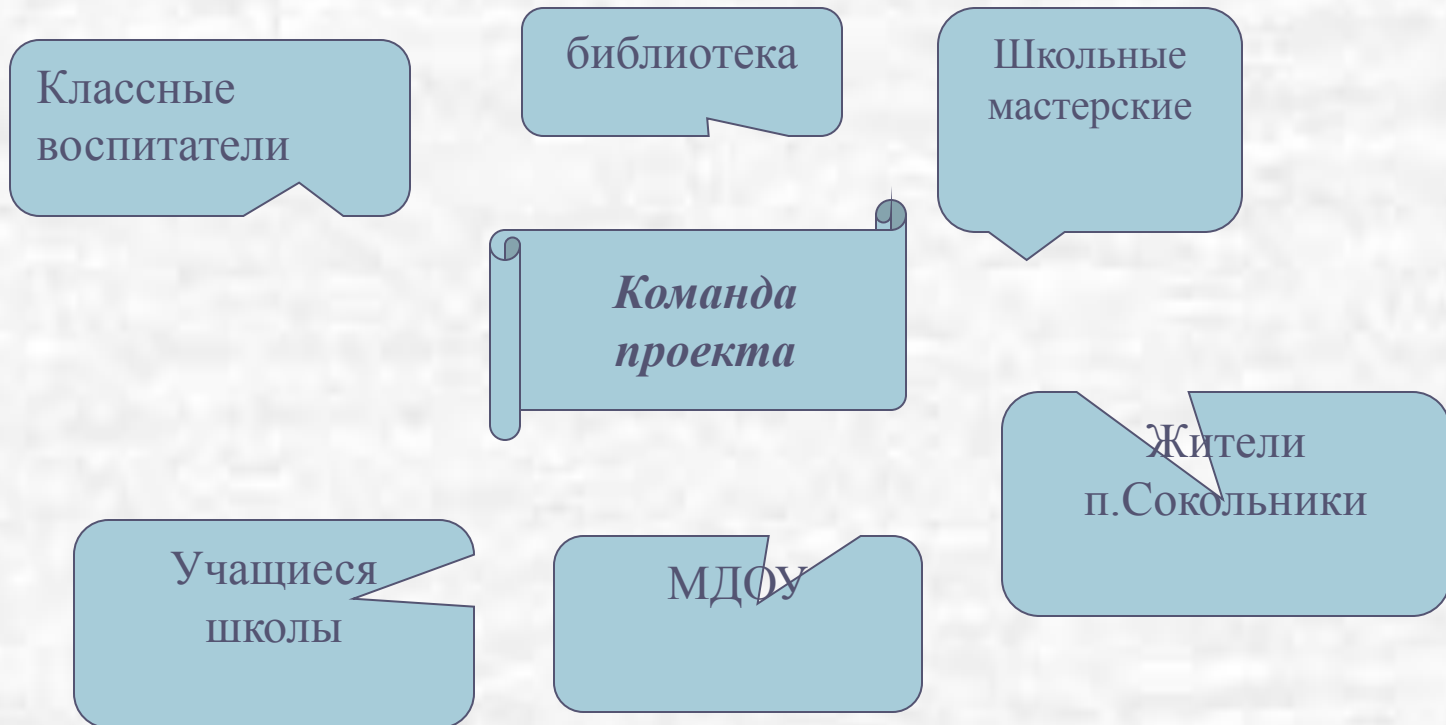 Классные
воспитатели
библиотека
Школьные
мастерские
Команда
проекта
Жители
п.Сокольники
Учащиеся
школы
МДОУ